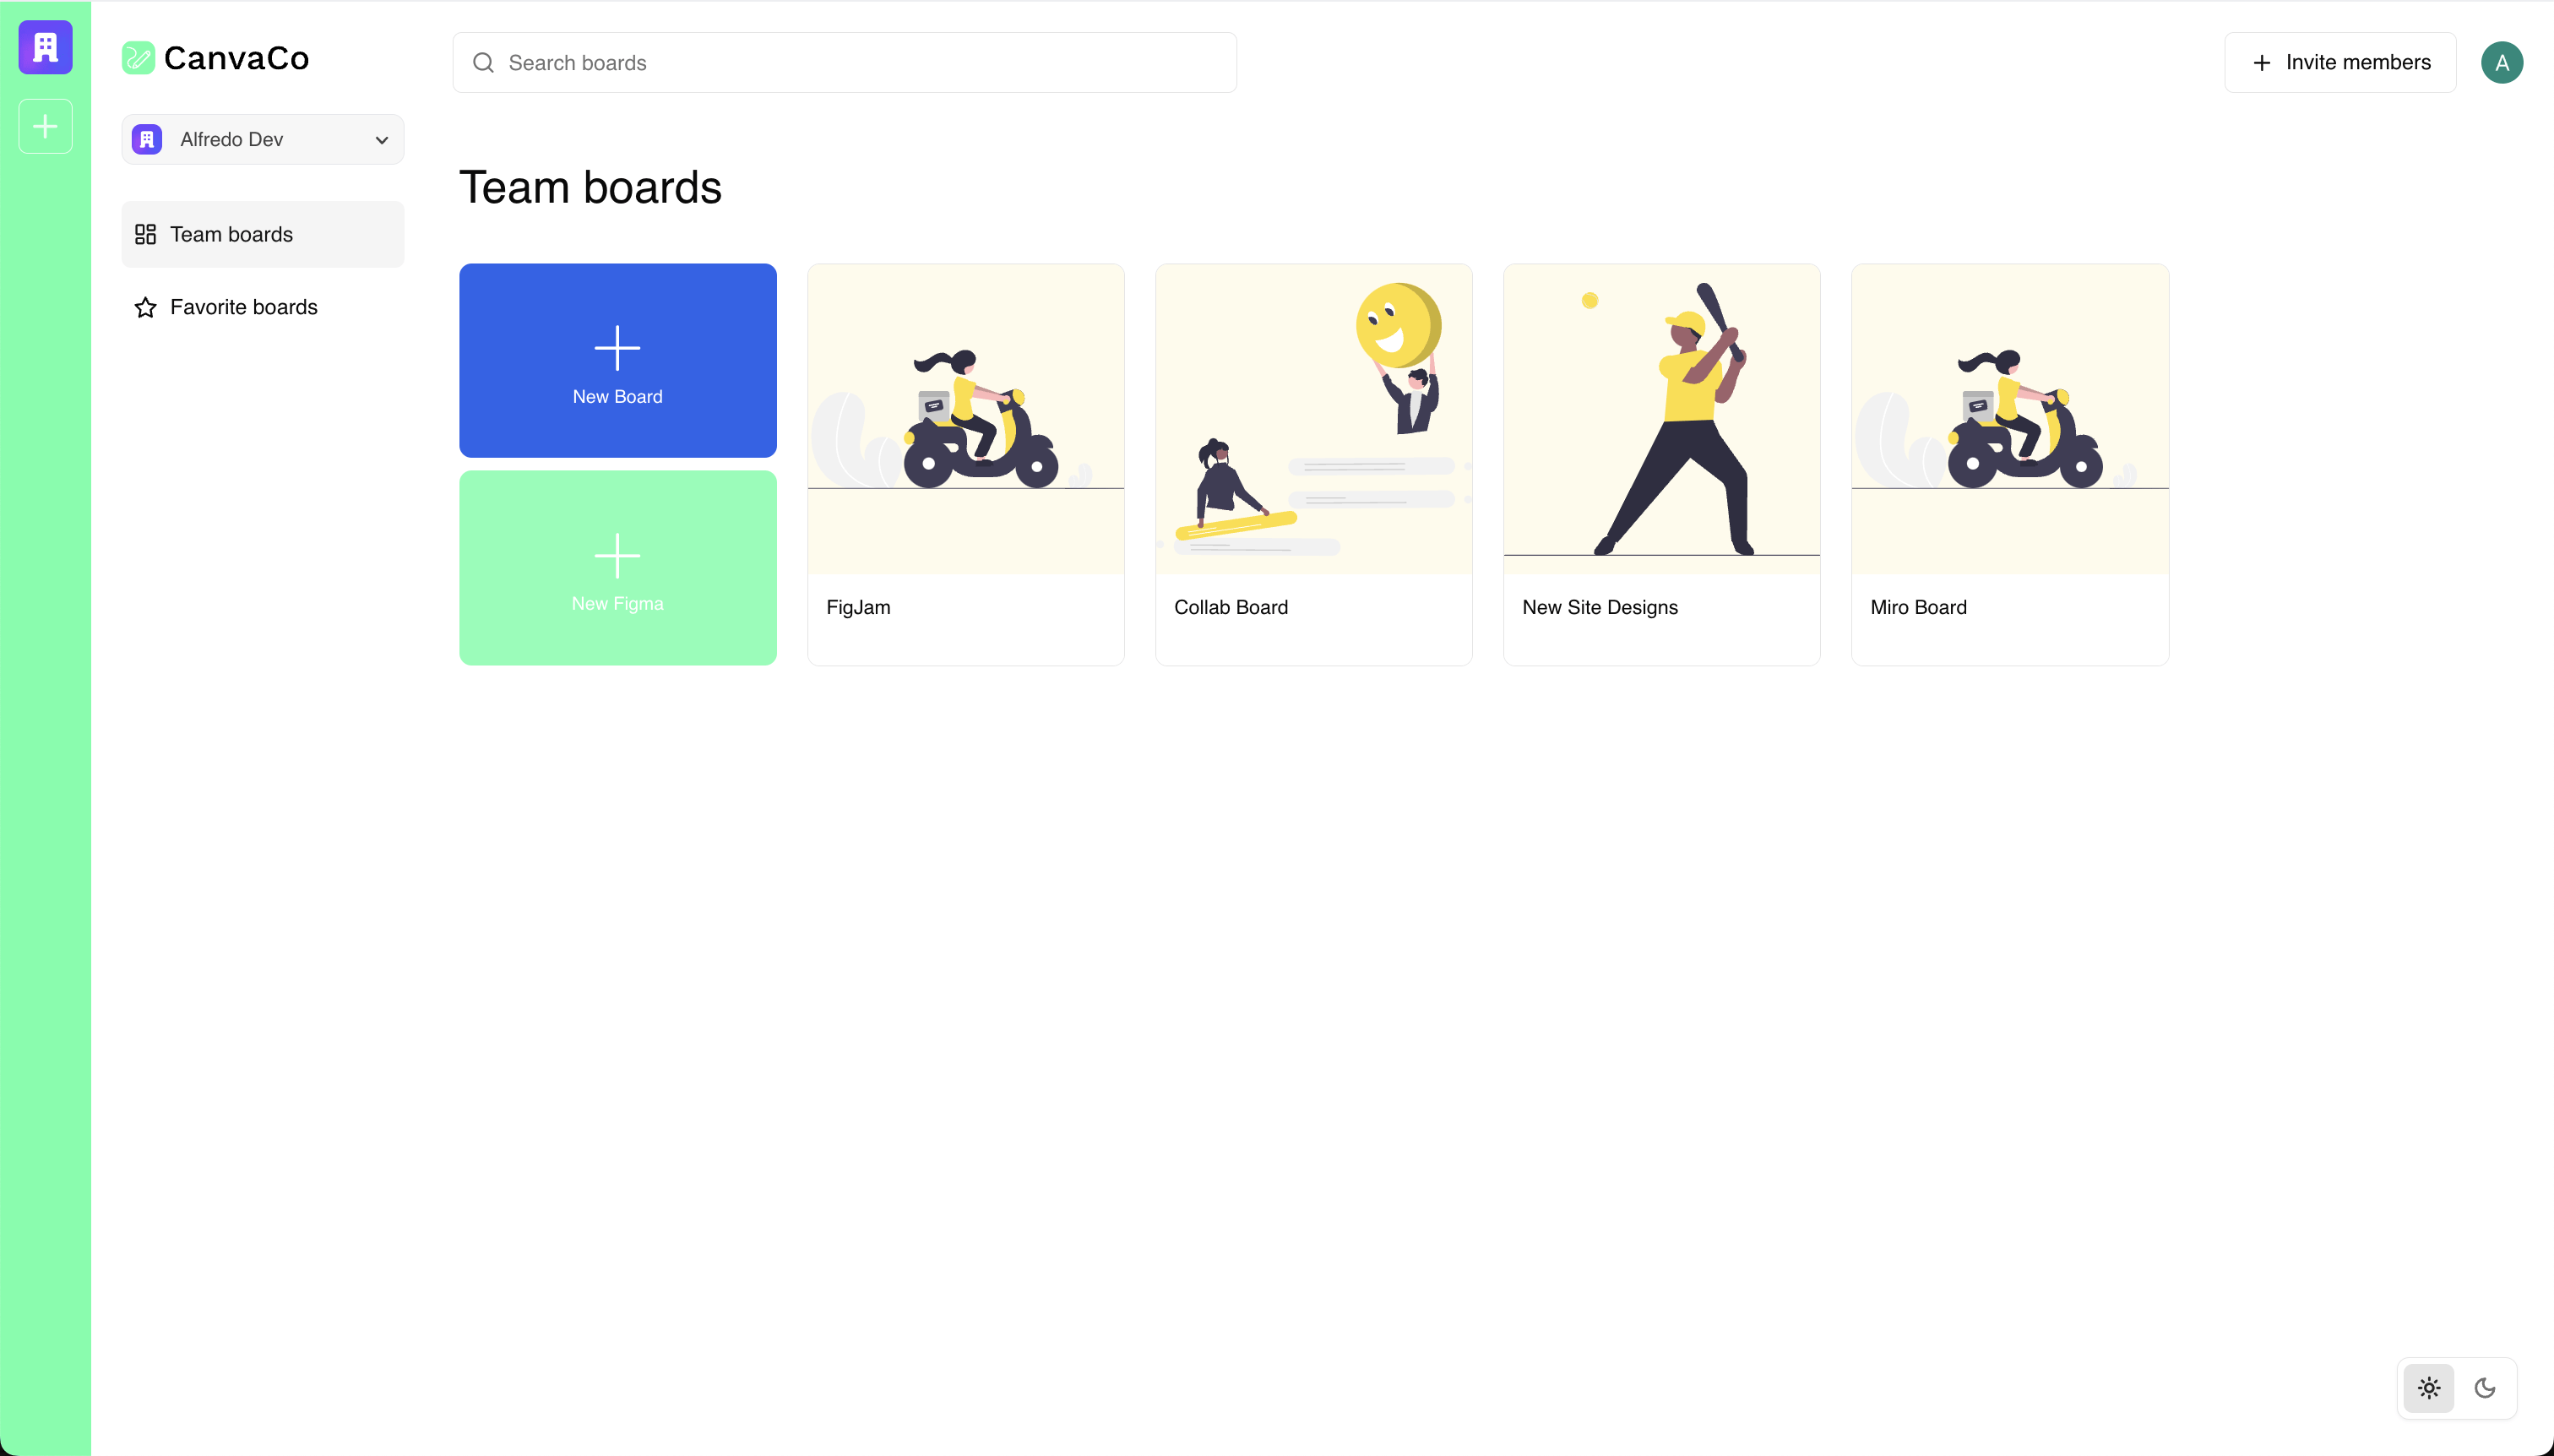 CanvaCo
Search boards
Invite members
A
Alfredo Dev
Team boards
Favorite boards
Team boards
New Board
New Figma
FigJam
Collab Board
New Site Designs
Miro Board